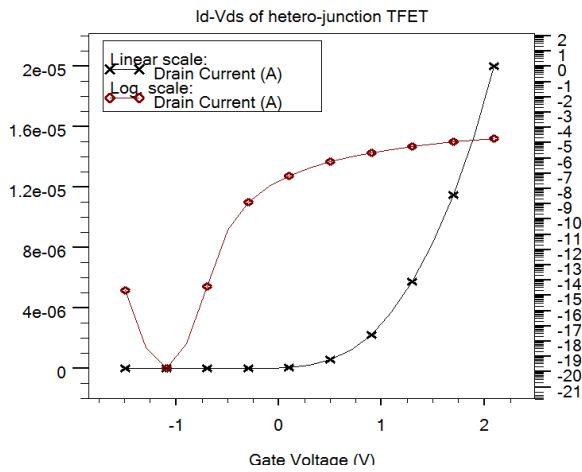 Id-Vds of hetero-junction TFET
Linear scale:
Drain Current (A)
Log. scale:
Drain Current (A)
2e-05
1.6e-05
1.2e-05
8e-06
4e-06
0
2
1
0
-1
-2
-3
-4
-5
-6
-7
-8
-9
-10
-11
-12
-13
-14
-15
-16
-17
-18
-19
-20
-21
-1
0
1
2
Gate Voltage (V)